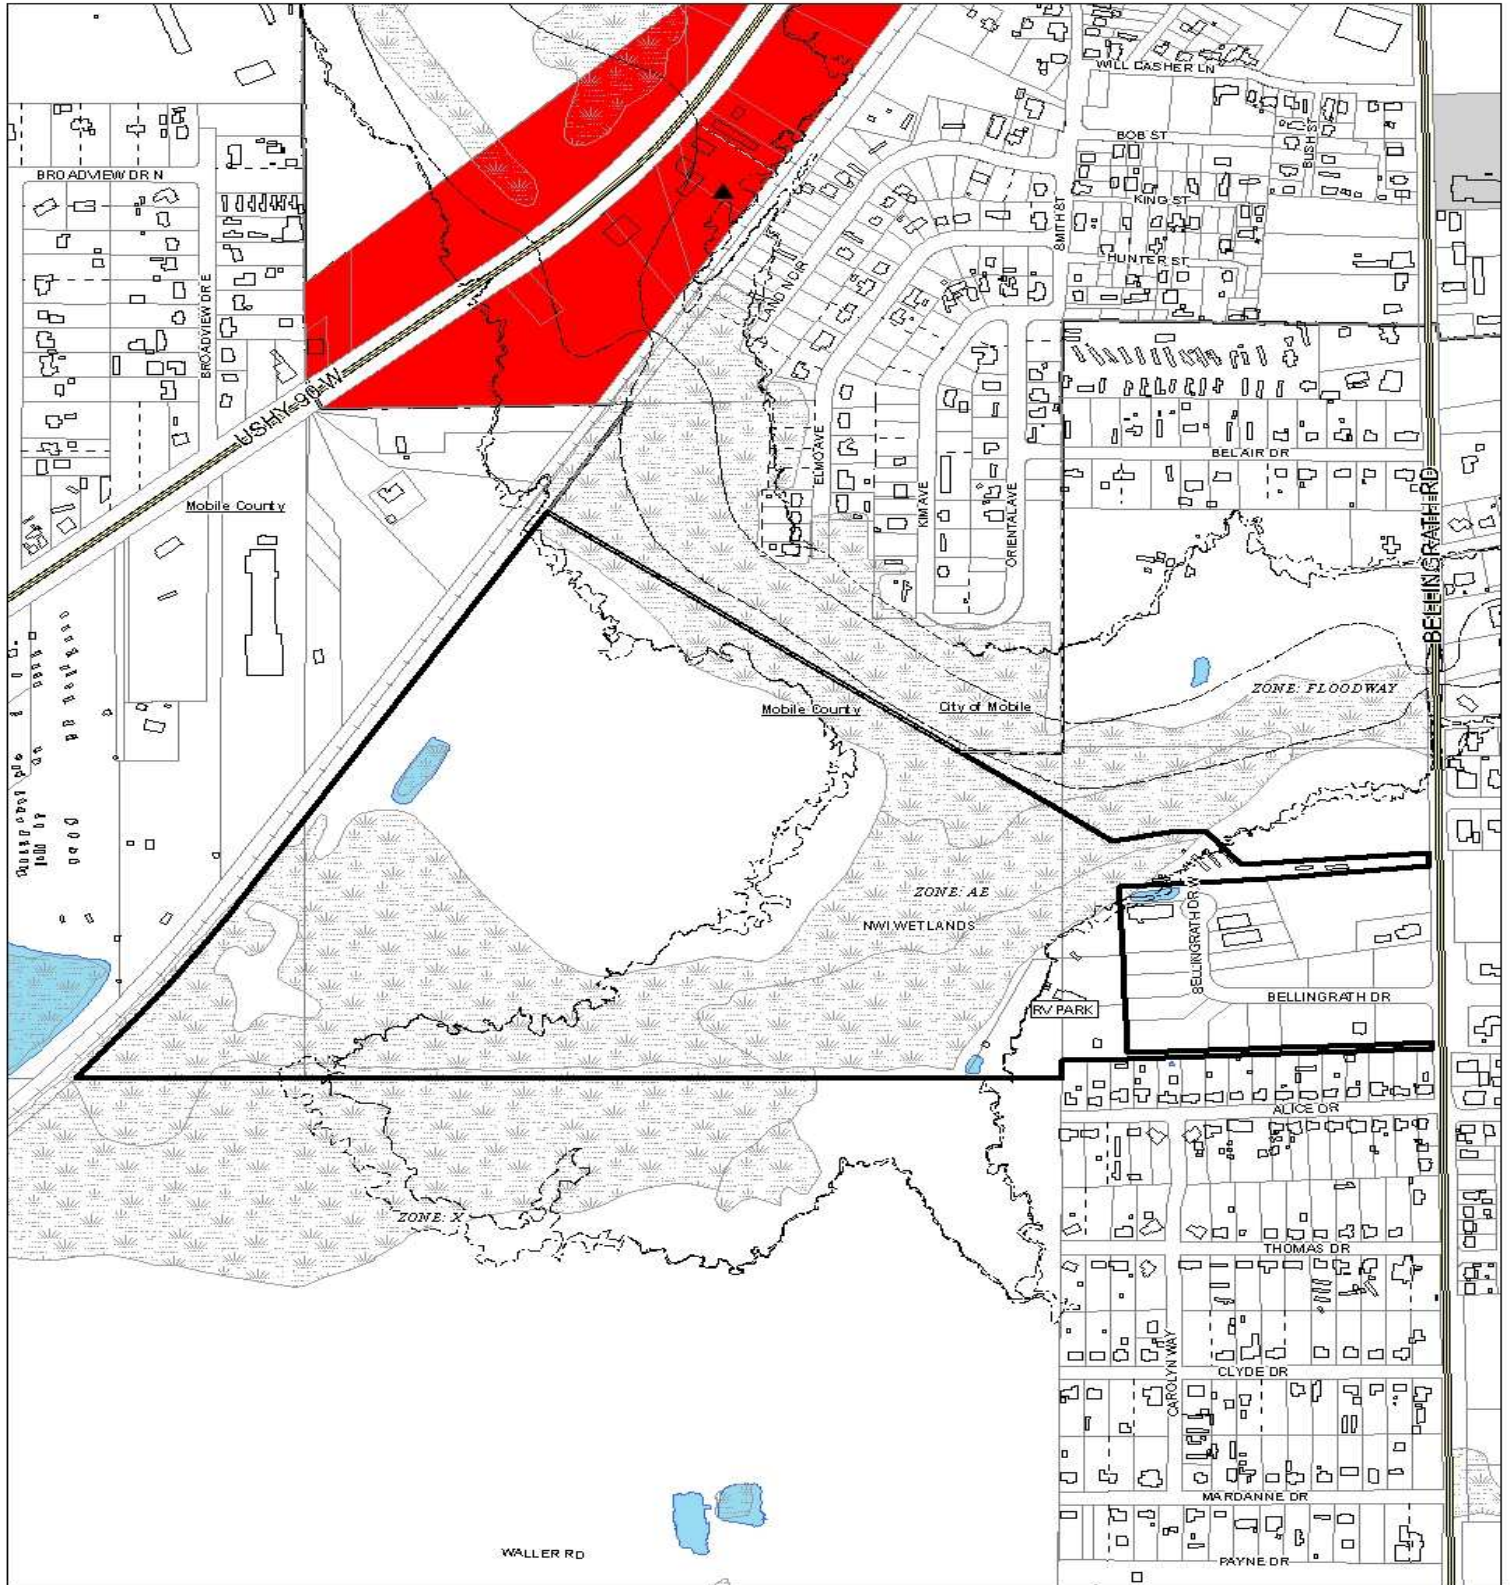 WILL CASHER LN
BOB ST
BUSH ST
BROADVIEW DR N
KING ST
SMITH ST
HUNTER ST
LANDN CIR
BROADVIEW DR E
USHY-90-W
ELMO AVE
BELAIR DR
KIM AVE
ORIENTAL AVE
BELLINGRATH RD
Mobile County
ZONE: FLOODWAY
Mobile County
City of Mobile
ZONE: AE
NWI WETLANDS
BELLINGRATH DR W
BELLINGRATH DR
RV PARK
ALICE DR
ZONE: X
THOMAS DR
CAROLYN WAY
CLYDE DR
MARDANNE DR
WALLER RD
PAYNE DR